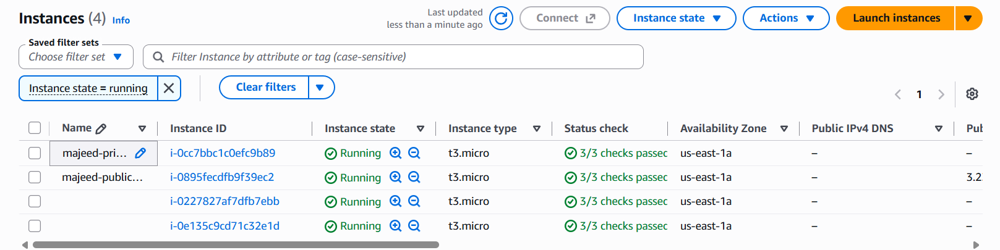 Instances (4) Info
Last updated
less than a minute ago
Connect
Instance state
Actions
Launch instances
Saved filter sets
Choose filter set
Filter Instance by attribute or tag (case-sensitive)
Instance state = running
Clear filters
1
Name Instance ID Instance state Instance type Status check Availability Zone Public IPv4 DNS Pub
majeed-pri... i-0cc7bbc1c0efc9b89 Running t3.micro 3/3 checks passed us-east-1a – –
majeed-public... i-0895fecdfb9f39ec2 Running t3.micro 3/3 checks passed us-east-1a – 3.2
i-0227827af7dfb7ebb Running t3.micro 3/3 checks passed us-east-1a – –
i-0e135c9cd71c32e1d Running t3.micro 3/3 checks passed us-east-1a – –